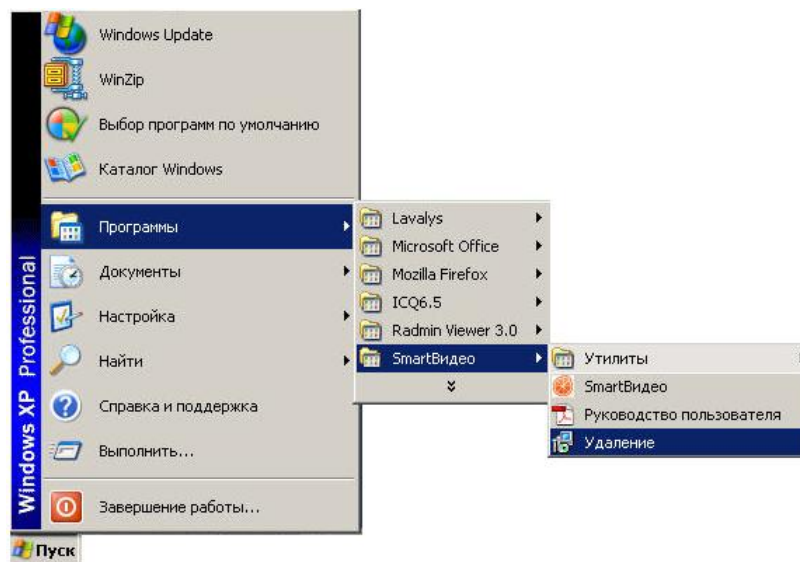 Windows Update
WinZip
Выбор программ по умолчанию
Каталог Windows
Программы
Документы
Настройка
Найти
Справка и поддержка
Выполнить...
Завершение работы...
Windows XP Professional
Пуск
Lavalys
Microsoft Office
Mozilla Firefox
ICQ6.5
Radmin Viewer 3.0
SmartВидео
Утилиты
SmartВидео
Руководство пользователя
Удаление